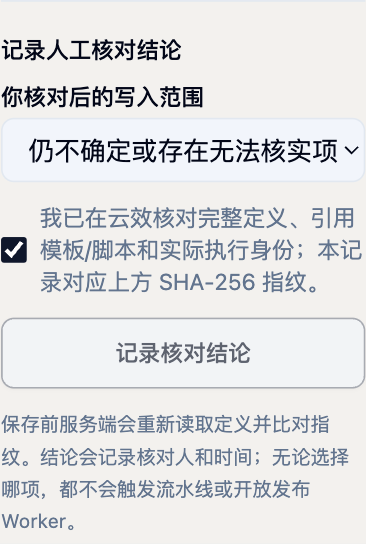 记录人工核对结论
你核对后的写入范围
仍不确定或存在无法核实项
我已在云效核对完整定义、引用
模板/脚本和实际执行身份；本记
录对应上方 SHA-256 指纹。
记录核对结论
保存前服务端会重新读取定义并比对指
纹。结论会记录核对人和时间；无论选择
哪项，都不会触发流水线或开放发布
Worker。